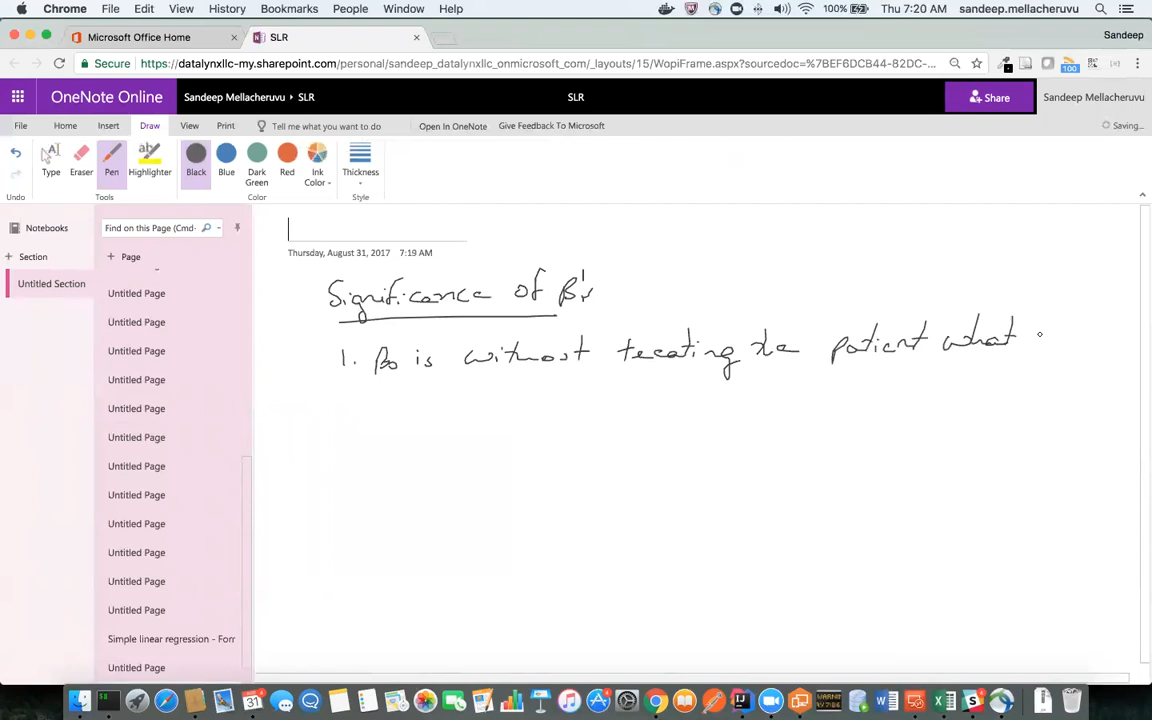 Chrome File Edit View History Bookmarks People Window Help 100% Thu 7:20 AM sandeep.mellacheruvu
Microsoft Office Home SLR Sandeep
Secure https://datalynxllc-my.sharepoint.com/personal/sandeep_datalynxllc_onmicrosoft_com/_layouts/15/WopiFrame.aspx?sourcedoc=%7BEF6DCB44-82DC-... 100
OneNote Online Sandeep Mellacheruvu ▸ SLR SLR Share Sandeep Mellacheruvu
File Home Insert Draw View Print Tell me what you want to do Open In OneNote Give Feedback To Microsoft Saving...
Type Eraser Pen Highlighter Black Blue Dark Green Red Ink Color Thickness
Undo Tools Color Style
Notebooks Find on this Page (Cmd-
Section Page
Untitled Section
Untitled Page
Untitled Page
Untitled Page
Untitled Page
Untitled Page
Untitled Page
Untitled Page
Untitled Page
Untitled Page
Untitled Page
Untitled Page
Untitled Page
Simple linear regression - Forr
Untitled Page
Thursday, August 31, 2017 7:19 AM
Significance of β's
1. β0 is without treating the patient what
31